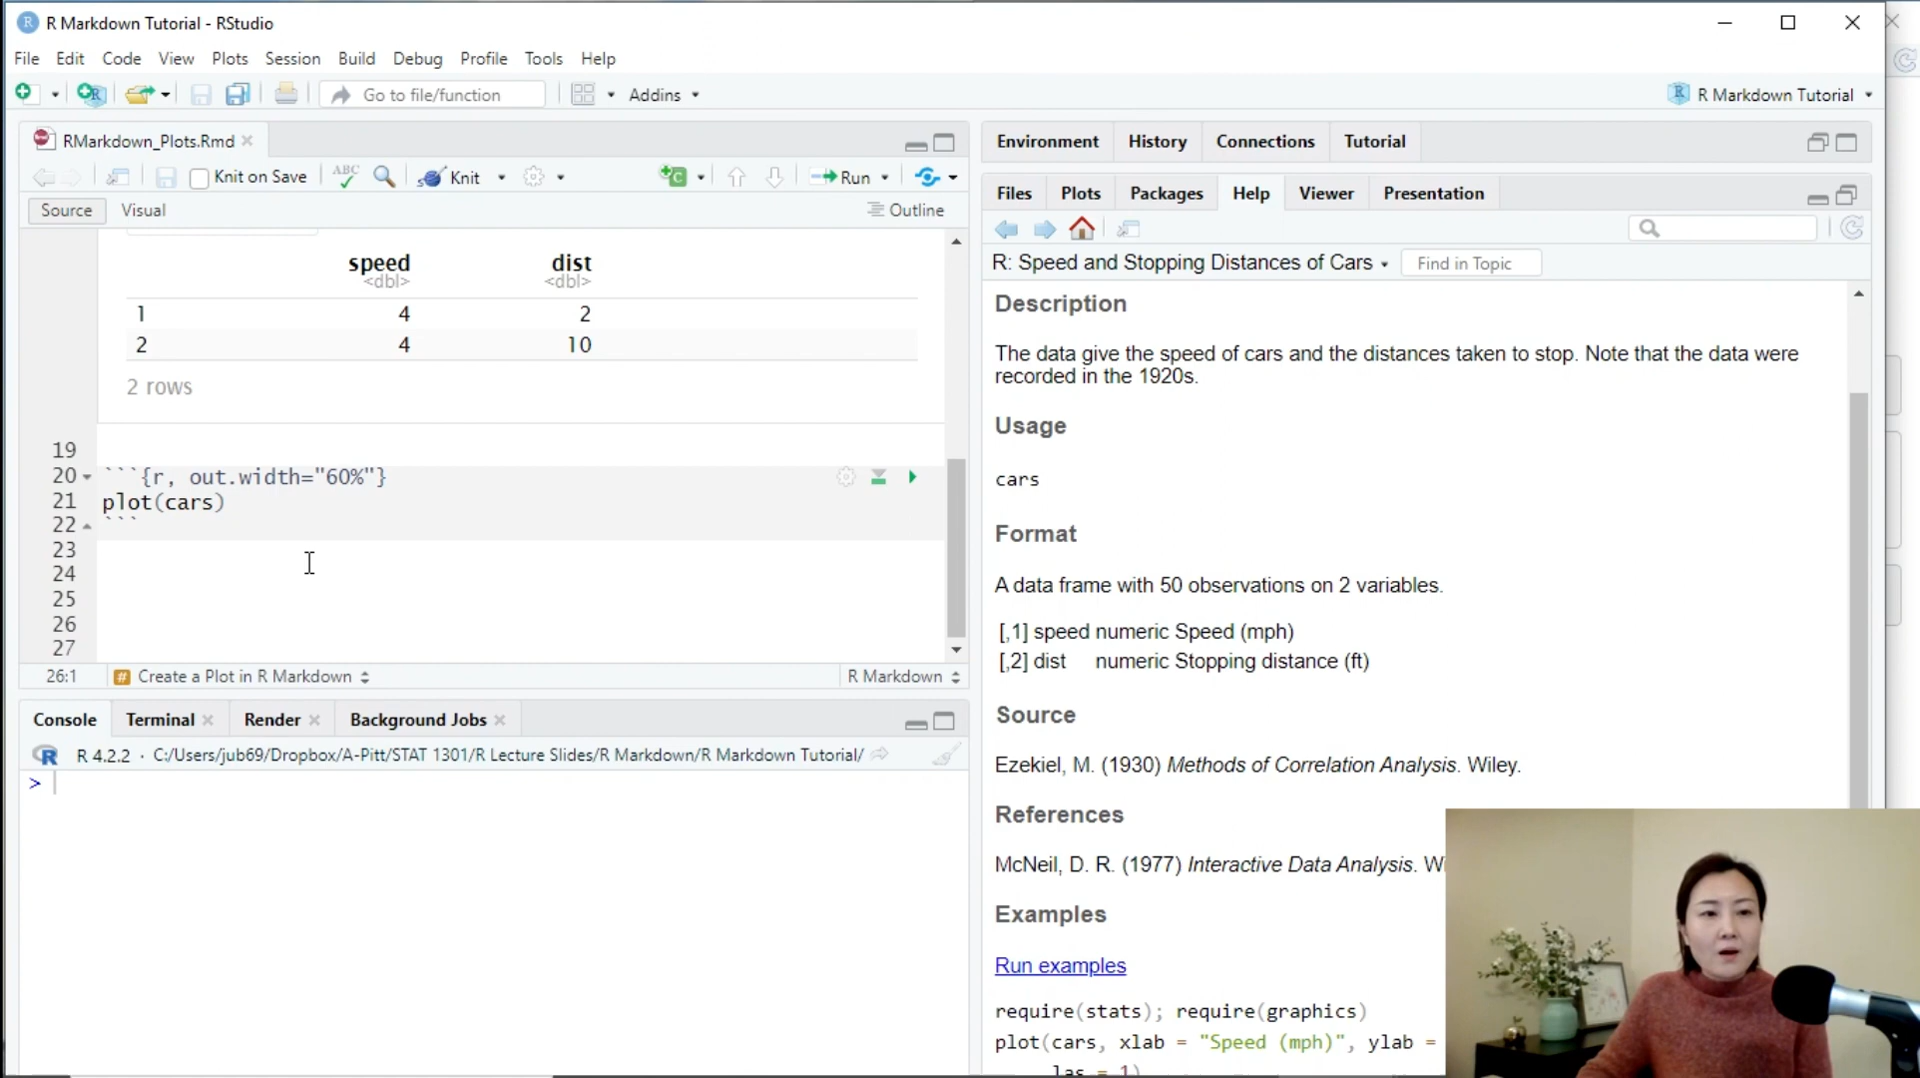 R Markdown Tutorial - RStudio
File Edit Code View Plots Session Build Debug Profile Tools Help
Go to file/function Addins R Markdown Tutorial
RMarkdown_Plots.Rmd
Knit on Save ABC Knit Run
Source Visual Outline
speed dist
<dbl> <dbl>
1 4 2
2 4 10
2 rows
19
20 ```{r, out.width="60%"}
21 plot(cars)
22 ```
23
24
25
26
27
26:1 # Create a Plot in R Markdown R Markdown
Console Terminal Render Background Jobs
R 4.2.2 · C:/Users/jub69/Dropbox/A-Pitt/STAT 1301/R Lecture Slides/R Markdown/R Markdown Tutorial/
>
Environment History Connections Tutorial
Files Plots Packages Help Viewer Presentation
R: Speed and Stopping Distances of Cars Find in Topic
Description
The data give the speed of cars and the distances taken to stop. Note that the data were
recorded in the 1920s.
Usage
cars
Format
A data frame with 50 observations on 2 variables.
[,1] speed numeric Speed (mph)
[,2] dist numeric Stopping distance (ft)
Source
Ezekiel, M. (1930) Methods of Correlation Analysis. Wiley.
References
McNeil, D. R. (1977) Interactive Data Analysis.
Examples
Run examples
require(stats); require(graphics)
plot(cars, xlab = "Speed (mph)", ylab =
las = 1)